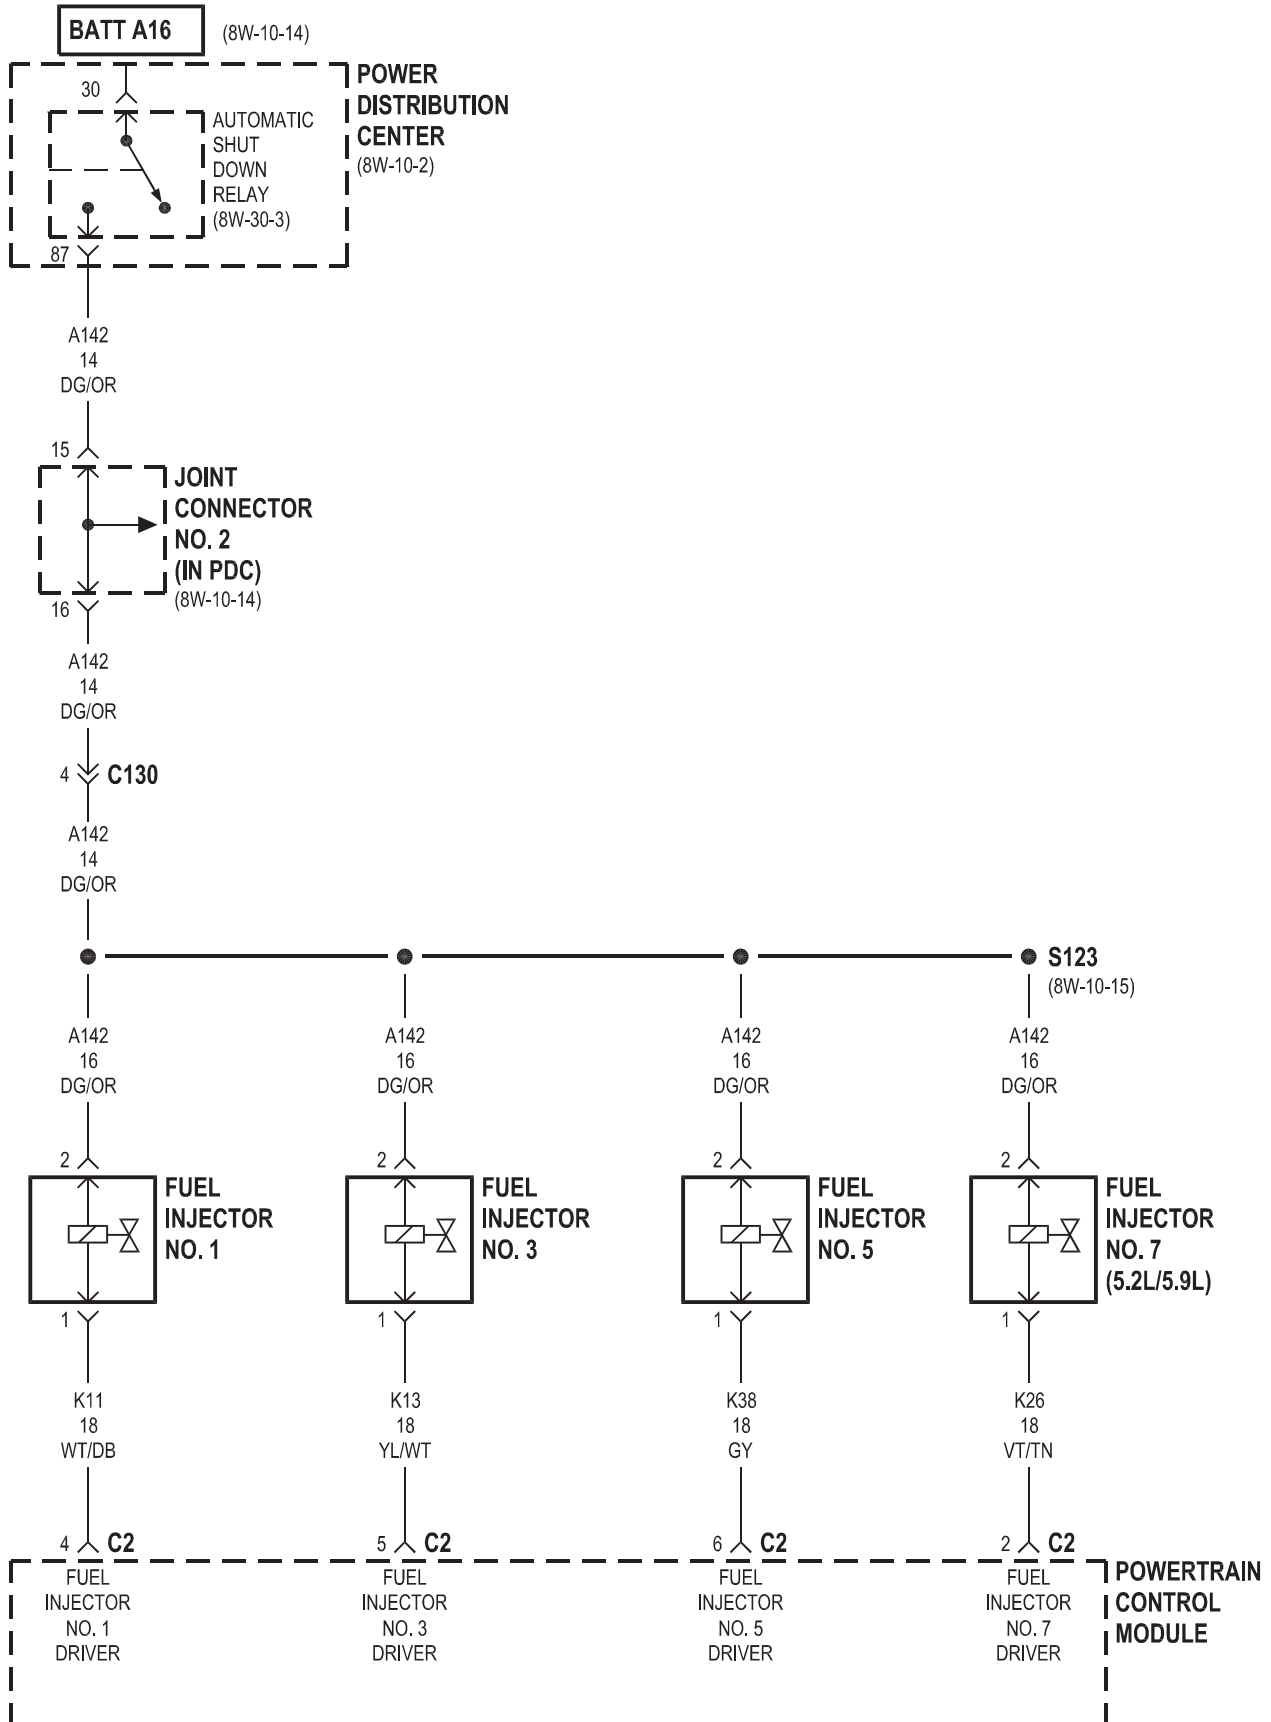 BATT A16 (8W-10-14)
POWER
DISTRIBUTION
CENTER
(8W-10-2)
30
AUTOMATIC
SHUT
DOWN
RELAY
(8W-30-3)
87
A142
14
DG/OR
15
JOINT
CONNECTOR
NO. 2
(IN PDC)
(8W-10-14)
16
A142
14
DG/OR
4 C130
A142
14
DG/OR
S123
(8W-10-15)
A142 A142 A142 A142
16 16 16 16
DG/OR DG/OR DG/OR DG/OR
2 2 2 2
FUEL FUEL FUEL FUEL
INJECTOR INJECTOR INJECTOR INJECTOR
NO. 1 NO. 3 NO. 5 NO. 7
(5.2L/5.9L)
1 1 1 1
K11 K13 K38 K26
18 18 18 18
WT/DB YL/WT GY VT/TN
4 C2 5 C2 6 C2 2 C2
FUEL FUEL FUEL FUEL
INJECTOR INJECTOR INJECTOR INJECTOR
NO. 1 NO. 3 NO. 5 NO. 7
DRIVER DRIVER DRIVER DRIVER
POWERTRAIN
CONTROL
MODULE